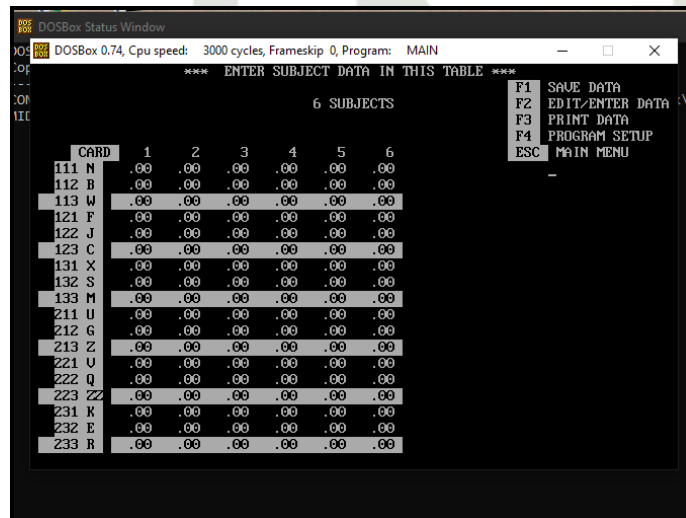 DOSBox Status Window
DOSBox 0.74, Cpu speed: 3000 cycles, Frameskip 0, Program: MAIN
*** ENTER SUBJECT DATA IN THIS TABLE ***
6 SUBJECTS
F1 SAVE DATA
F2 EDIT/ENTER DATA
F3 PRINT DATA
F4 PROGRAM SETUP
ESC MAIN MENU
CARD 1 2 3 4 5 6
111 N .00 .00 .00 .00 .00 .00
112 B .00 .00 .00 .00 .00 .00
113 W .00 .00 .00 .00 .00 .00
121 F .00 .00 .00 .00 .00 .00
122 J .00 .00 .00 .00 .00 .00
123 C .00 .00 .00 .00 .00 .00
131 X .00 .00 .00 .00 .00 .00
132 S .00 .00 .00 .00 .00 .00
133 M .00 .00 .00 .00 .00 .00
211 U .00 .00 .00 .00 .00 .00
212 G .00 .00 .00 .00 .00 .00
213 Z .00 .00 .00 .00 .00 .00
221 V .00 .00 .00 .00 .00 .00
222 Q .00 .00 .00 .00 .00 .00
223 ZZ .00 .00 .00 .00 .00 .00
231 K .00 .00 .00 .00 .00 .00
232 E .00 .00 .00 .00 .00 .00
233 R .00 .00 .00 .00 .00 .00